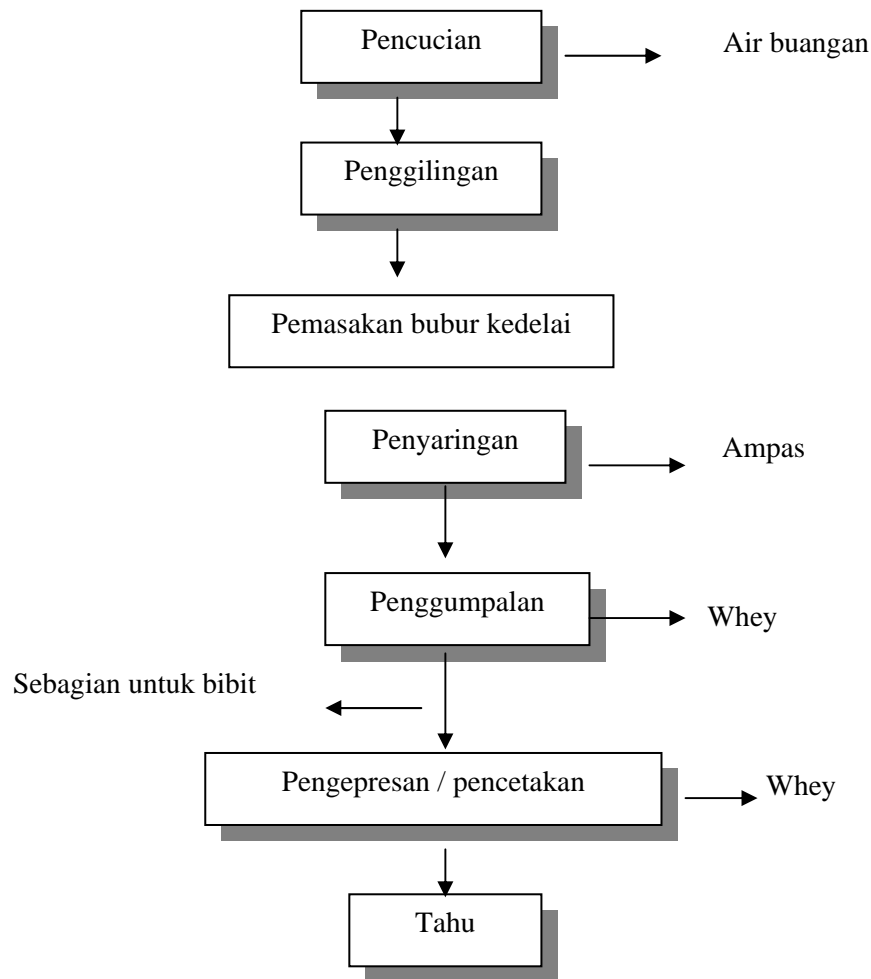 Pencucian
Air buangan
Penggilingan
Pemasakan bubur kedelai
Penyaringan
Ampas
Penggumpalan
Whey
Sebagian untuk bibit
Pengepresan / pencetakan
Whey
Tahu